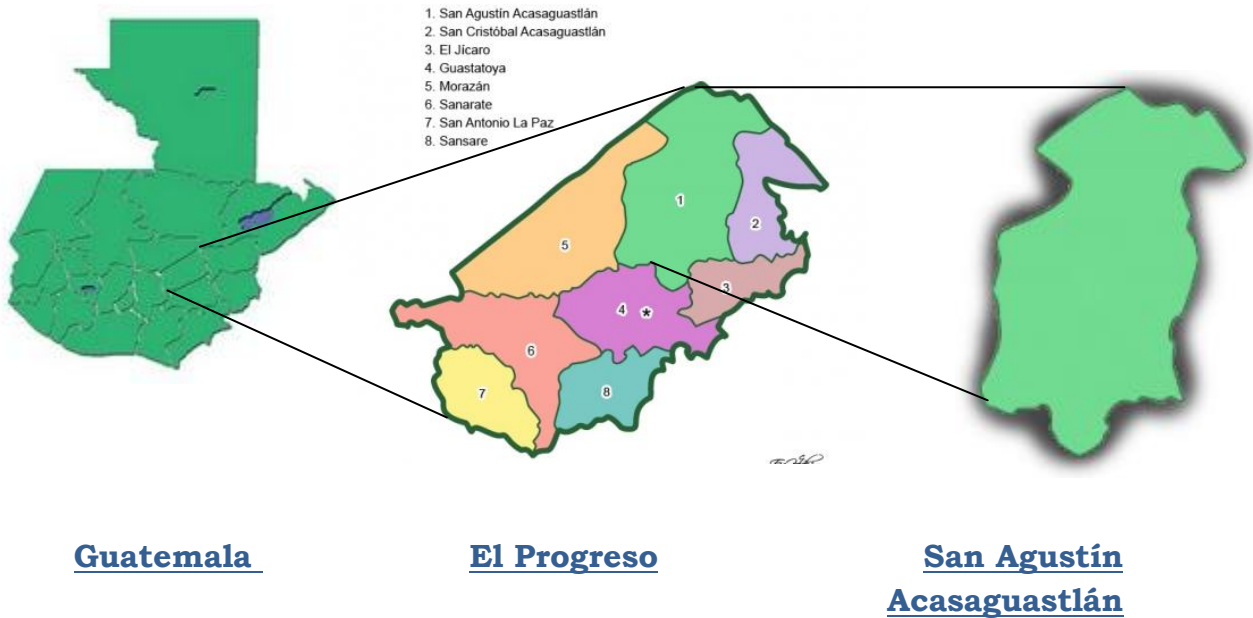 1. San Agustín Acasaguastlán
2. San Cristóbal Acasaguastlán
3. El Jícaro
4. Guastatoya
5. Morazán
6. Sanarate
7. San Antonio La Paz
8. Sansare
1
2
5
3
4 *
6
7
8
Guatemala
El Progreso
San Agustín
Acasaguastlán